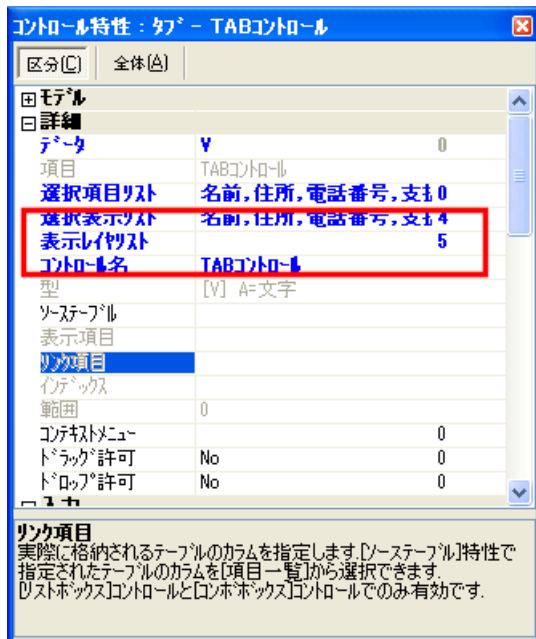 コントロール特性：ﾀﾌﾞ - TABｺﾝﾄﾛｰﾙ
区分(C) 全体(A)
ﾓﾃﾞﾙ
詳細
ﾃﾞｰﾀ V 0
項目 TABｺﾝﾄﾛｰﾙ
選択項目ﾘｽﾄ 名前,住所,電話番号,支 0
選択表示ﾘｽﾄ 名前,住所,電話番号,支 4
表示ﾚｲﾔﾘｽﾄ 5
ｺﾝﾄﾛｰﾙ名 TABｺﾝﾄﾛｰﾙ
型 [V] A=文字
ｿｰｽﾃｰﾌﾞﾙ
表示項目
ﾘﾝｸ項目
ｲﾝﾃﾞｯｸｽ
範囲 0
ｺﾝﾃｷｽﾄﾒﾆｭｰ 0
ﾄﾞﾗｯｸﾞ許可 No 0
ﾄﾞﾛｯﾌﾟ許可 No 0
入力
ﾘﾝｸ項目
実際に格納されるﾃｰﾌﾞﾙのｶﾗﾑを指定します.[ｿｰｽﾃｰﾌﾞﾙ]特性で
指定されたﾃｰﾌﾞﾙのｶﾗﾑを[項目一覧]から選択できます.
[ﾘｽﾄﾎﾞｯｸｽ]ｺﾝﾄﾛｰﾙと[ｺﾝﾎﾞﾎﾞｯｸｽ]ｺﾝﾄﾛｰﾙでのみ有効です.